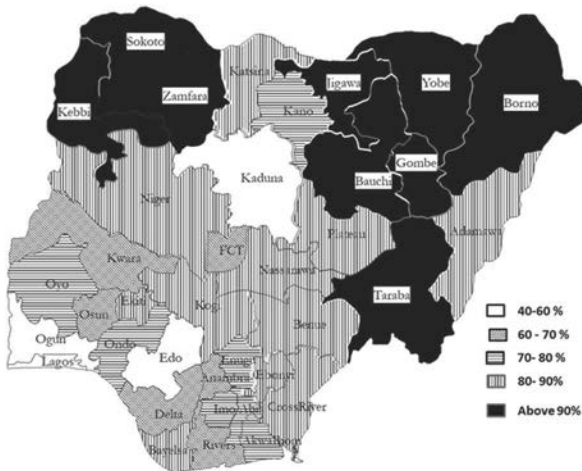 Sokoto
Katsina
Jigawa
Yobe
Borno
Zamfara
Kebbi
Kano
Gombe
Kaduna
Bauchi
Niger
Plateau
Adamawa
FCT
Kwara
Nassarawa
Oyo
Taraba
Osun
Ekiti
Kog.
Benue
40-60 %
Ogun
Ondo
Edo
60 - 70 %
Lagos
Enugu
Ebonyi
70- 80 %
Anambra
80- 90%
Delta
Imo
Abi
CrossRiver
Above 90%
Bayelsa
Rivers
AkwaIbom